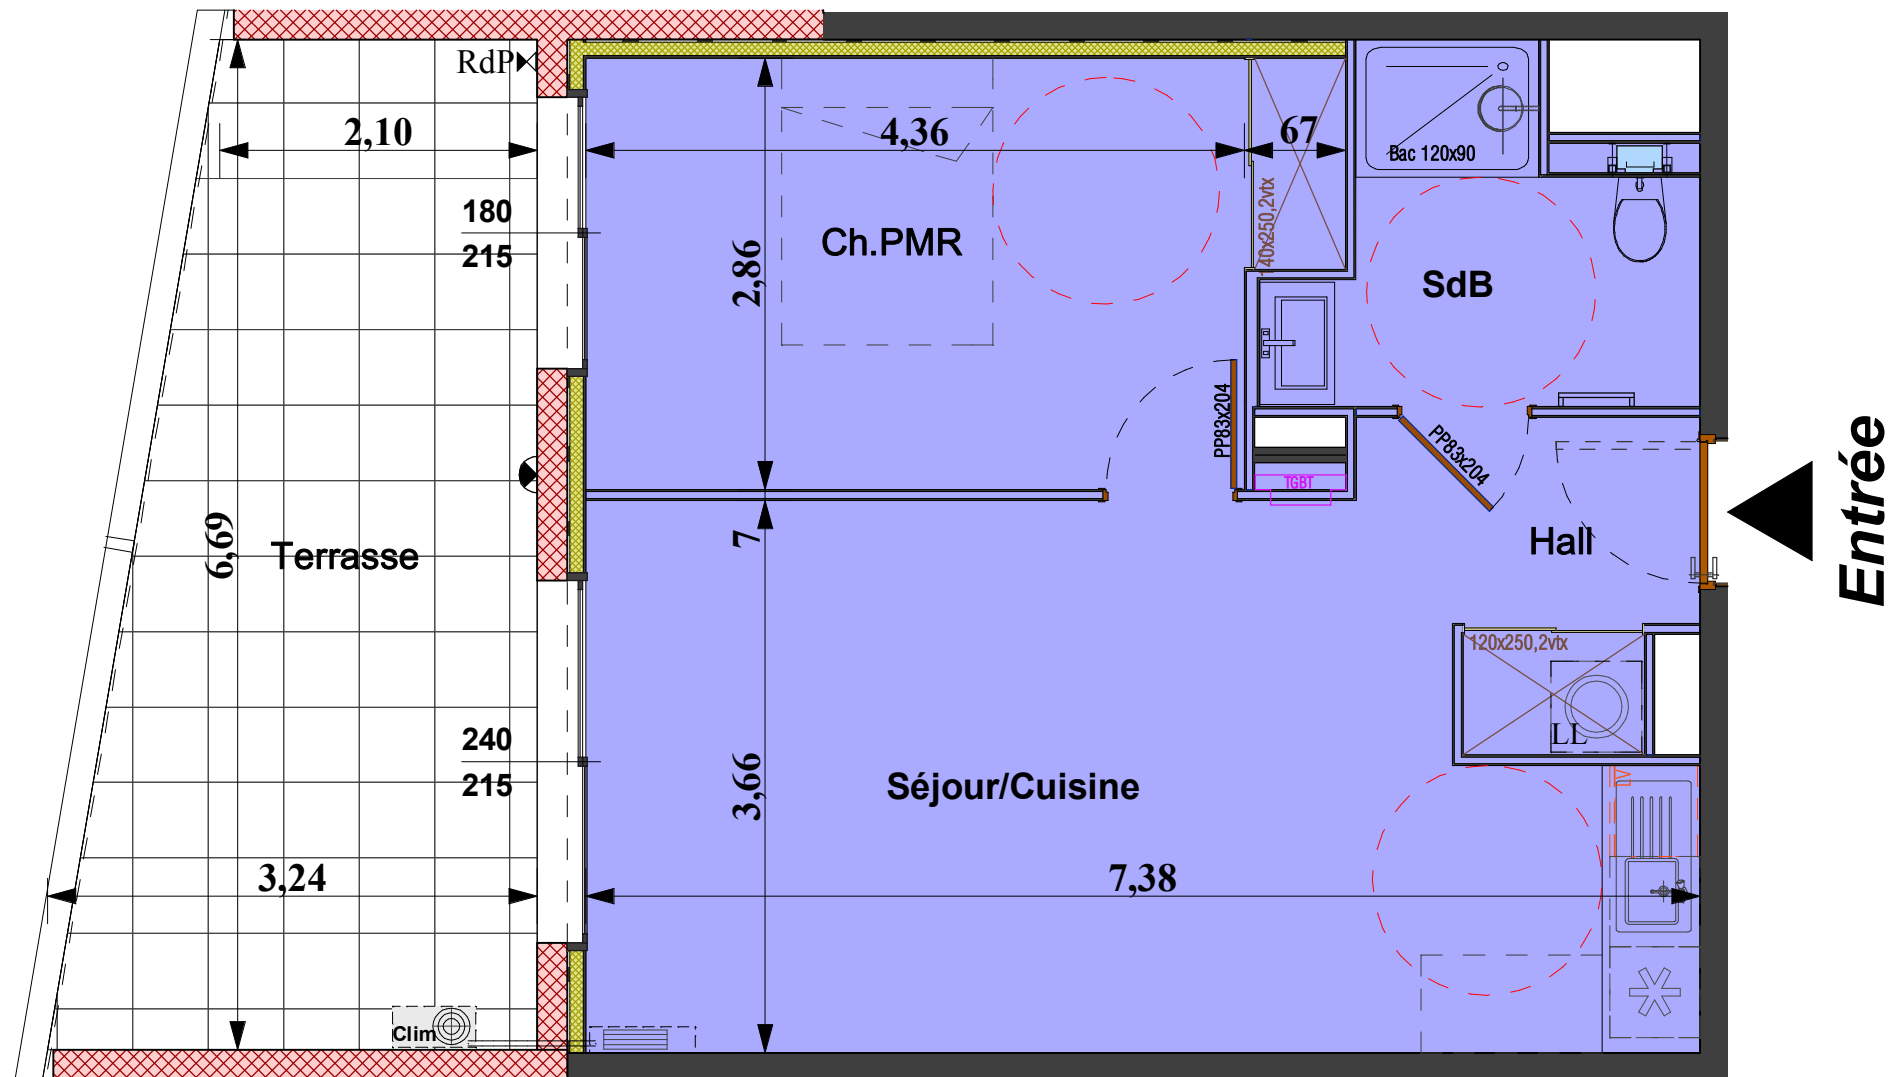 RdP
2,10
4,36
67
Bac 120x90
180
215
Ch.PMR
2,86
140x250,2vtx
SdB
PP83x204
PP83x204
TGBT
Entrée
6,69
Terrasse
7
Hall
120x250,2vtx
LL
240
215
3,66
Séjour/Cuisine
3,24
7,38
Clim